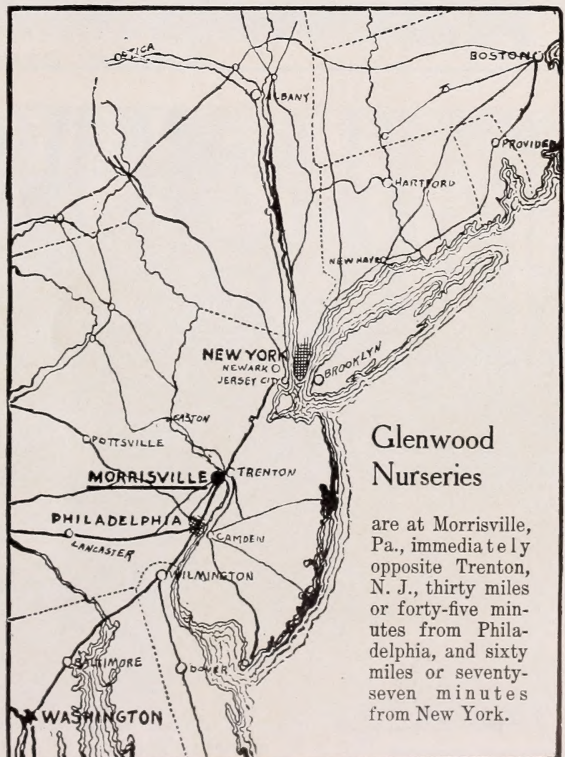 UTICA
BOSTON
ALBANY
PROVIDE
HARTFORD
NEW HAVEN
NEW YORK
NEWARK
JERSEY CITY
BROOKLYN
EASTON
POTTSVILLE
MORRISVILLE
TRENTON
PHILADELPHIA
CAMDEN
LANCASTER
WILMINGTON
BALTIMORE
DOVER
WASHINGTON
Glenwood
Nurseries
are at Morrisville,
Pa., immediately
opposite Trenton,
N. J., thirty miles
or forty-five min-
utes from Phila-
delphia, and sixty
miles or seventy-
seven minutes
from New York.